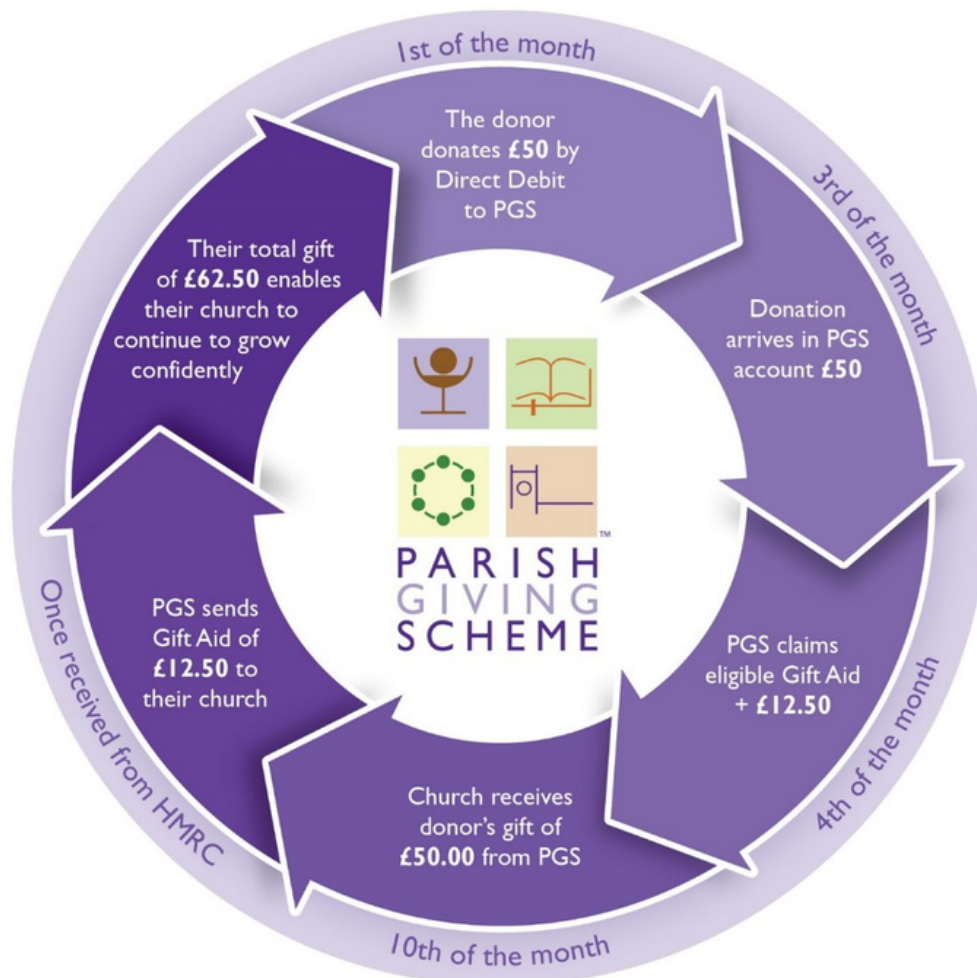 1st of the month
The donor
donates £50 by
Direct Debit
to PGS
3rd of the month
Donation
arrives in PGS
account £50
4th of the month
PGS claims
eligible Gift Aid
+ £12.50
10th of the month
Church receives
donor's gift of
£50.00 from PGS
Once received from HMRC
PGS sends
Gift Aid of
£12.50 to
their church
Their total gift
of £62.50 enables
their church to
continue to grow
confidently
PARISH
GIVING
SCHEME
TM